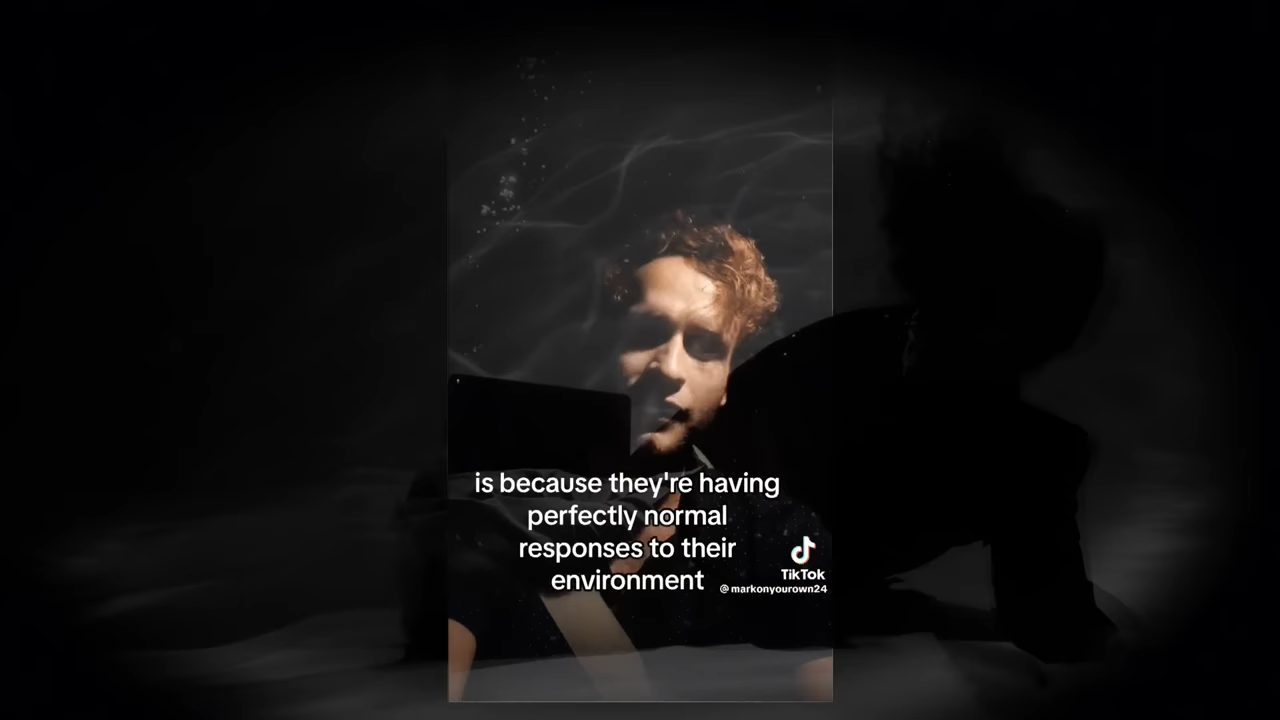 is because they're having
perfectly normal
responses to their
environment
TikTok
@markonyourown24